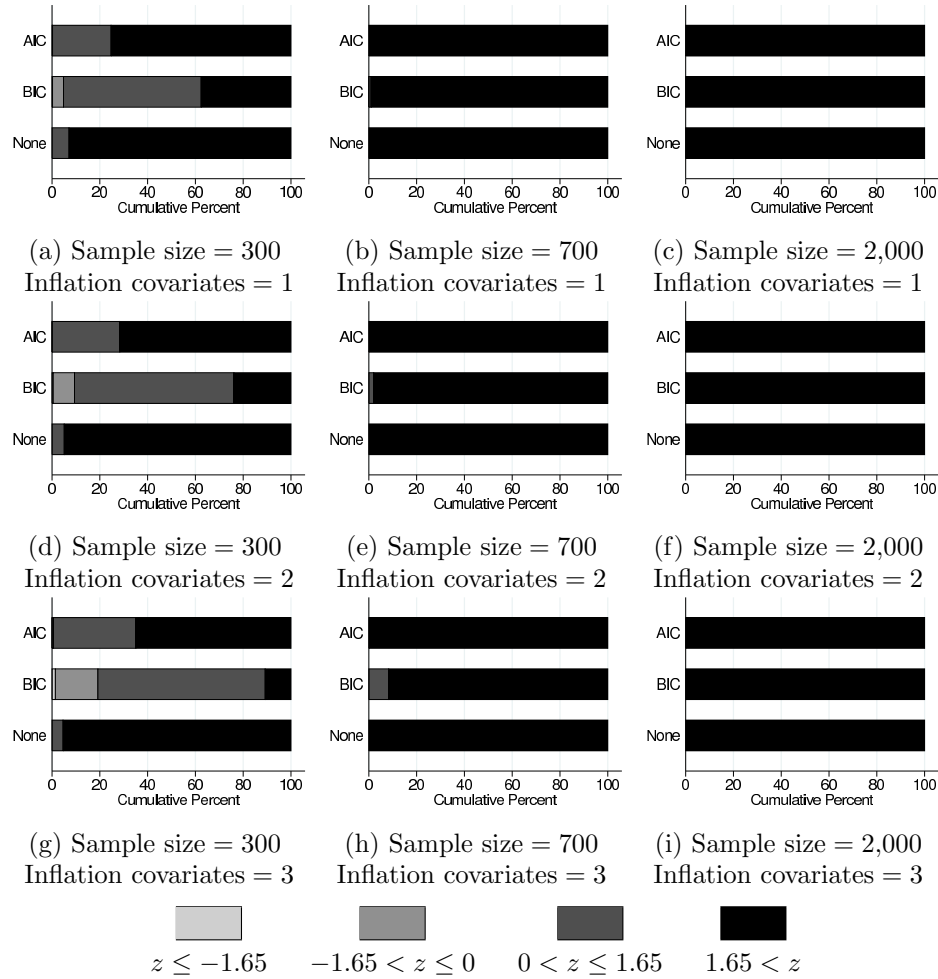 AIC
BIC
None
0 20 40 60 80 100
Cumulative Percent
(a) Sample size = 300
Inflation covariates = 1
AIC
BIC
None
0 20 40 60 80 100
Cumulative Percent
(b) Sample size = 700
Inflation covariates = 1
AIC
BIC
None
0 20 40 60 80 100
Cumulative Percent
(c) Sample size = 2,000
Inflation covariates = 1
AIC
BIC
None
0 20 40 60 80 100
Cumulative Percent
(d) Sample size = 300
Inflation covariates = 2
AIC
BIC
None
0 20 40 60 80 100
Cumulative Percent
(e) Sample size = 700
Inflation covariates = 2
AIC
BIC
None
0 20 40 60 80 100
Cumulative Percent
(f) Sample size = 2,000
Inflation covariates = 2
AIC
BIC
None
0 20 40 60 80 100
Cumulative Percent
(g) Sample size = 300
Inflation covariates = 3
AIC
BIC
None
0 20 40 60 80 100
Cumulative Percent
(h) Sample size = 700
Inflation covariates = 3
AIC
BIC
None
0 20 40 60 80 100
Cumulative Percent
(i) Sample size = 2,000
Inflation covariates = 3
z ≤ −1.65 −1.65 < z ≤ 0 0 < z ≤ 1.65 1.65 < z